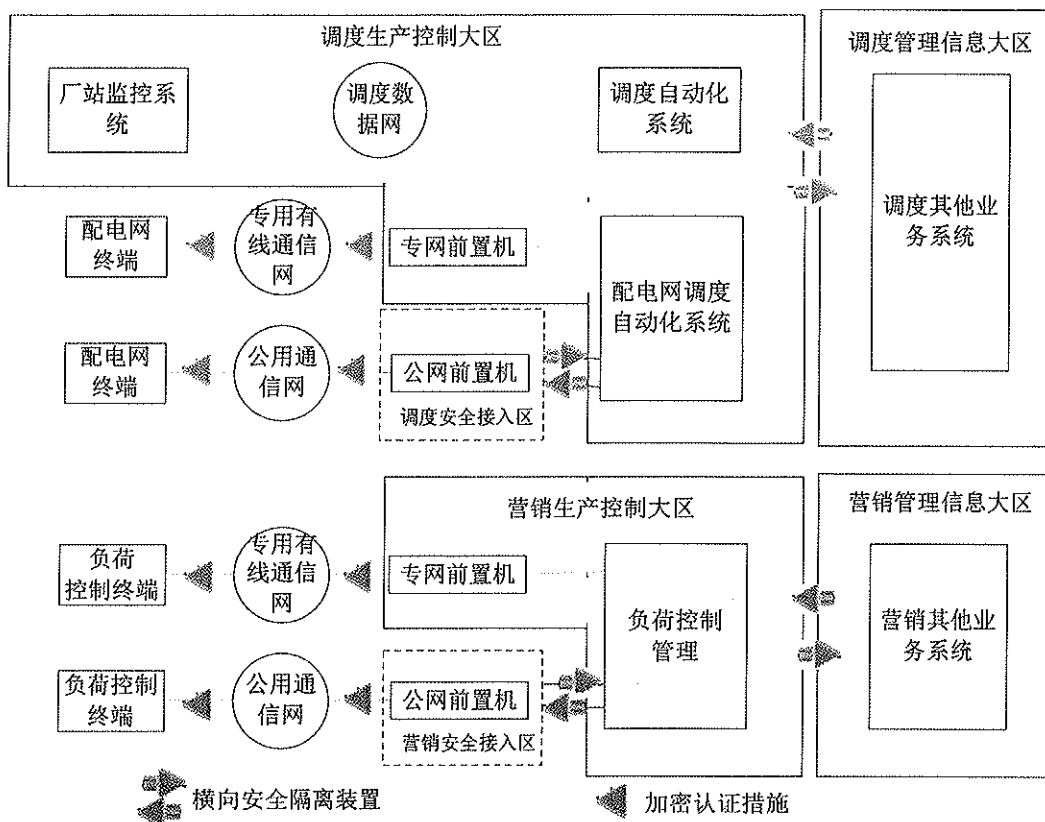 调度生产控制大区
调度管理信息大区
厂站监控系
统
调度数
据网
调度自动化
系统
调度其他业
务系统
配电网
终端
专用有
线通信
网
专网前置机
配电网调度
自动化系统
配电网
终端
公用通
信网
公网前置机
调度安全接入区
营销生产控制大区
营销管理信息大区
负荷
控制终端
专用有
线通信
网
专网前置机
负荷控制
管理
营销其他业
务系统
负荷控制
终端
公用通
信网
公网前置机
营销安全接入区
横向安全隔离装置
加密认证措施